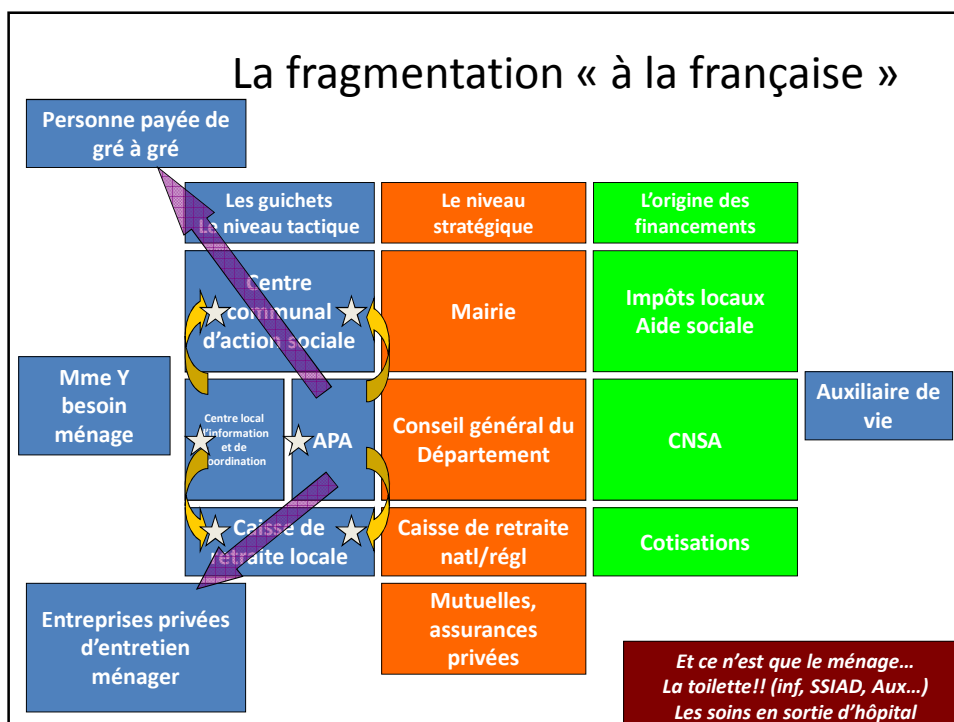 La fragmentation « à la française »
Personne payée de
gré à gré
Les guichets
Le niveau tactique
Le niveau
stratégique
L'origine des
financements
Centre
communal
d'action sociale
Mairie
Impôts locaux
Aide sociale
Mme Y
besoin
ménage
Centre local
d'information
et de
coordination
APA
Conseil général du
Département
CNSA
Auxiliaire de
vie
Caisse de
retraite locale
Caisse de retraite
natl/régl
Cotisations
Entreprises privées
d'entretien
ménager
Mutuelles,
assurances
privées
Et ce n'est que le ménage…
La toilette!! (inf, SSIAD, Aux…)
Les soins en sortie d'hôpital